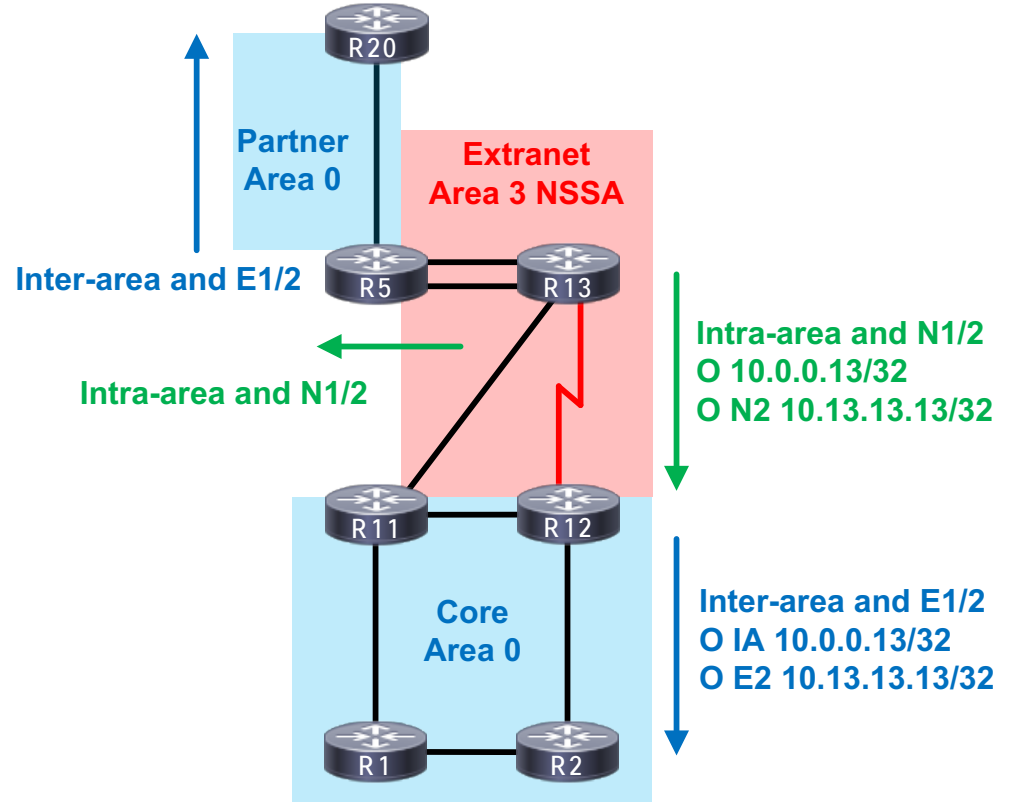 R20
Partner
Area 0
Extranet
Area 3 NSSA
Inter-area and E1/2
R5
R13
Intra-area and N1/2
O 10.0.0.13/32
O N2 10.13.13.13/32
Intra-area and N1/2
R11
R12
Core
Area 0
Inter-area and E1/2
O IA 10.0.0.13/32
O E2 10.13.13.13/32
R1
R2